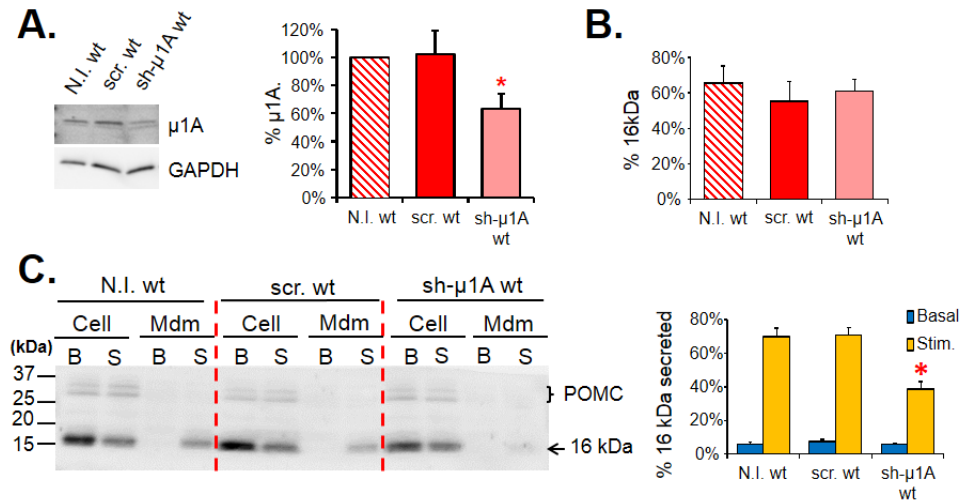 A.
N.I. wt
scr. wt
sh-µ1A wt
µ1A
GAPDH
% µ1A.
120%
100%
80%
60%
40%
20%
0%
*
N.I. wt
scr. wt
sh-µ1A
wt
B.
% 16kDa
80%
60%
40%
20%
0%
N.I. wt
scr. wt
sh-µ1A
wt
C.
N.I. wt
scr. wt
sh-µ1A wt
Cell Mdm Cell Mdm Cell Mdm
(kDa)
B S B S B S B S B S B S
37
25
20
15
POMC
16 kDa
% 16 kDa secreted
80%
60%
40%
20%
0%
Basal
Stim.
*
N.I. wt
scr. wt
sh-µ1A
wt